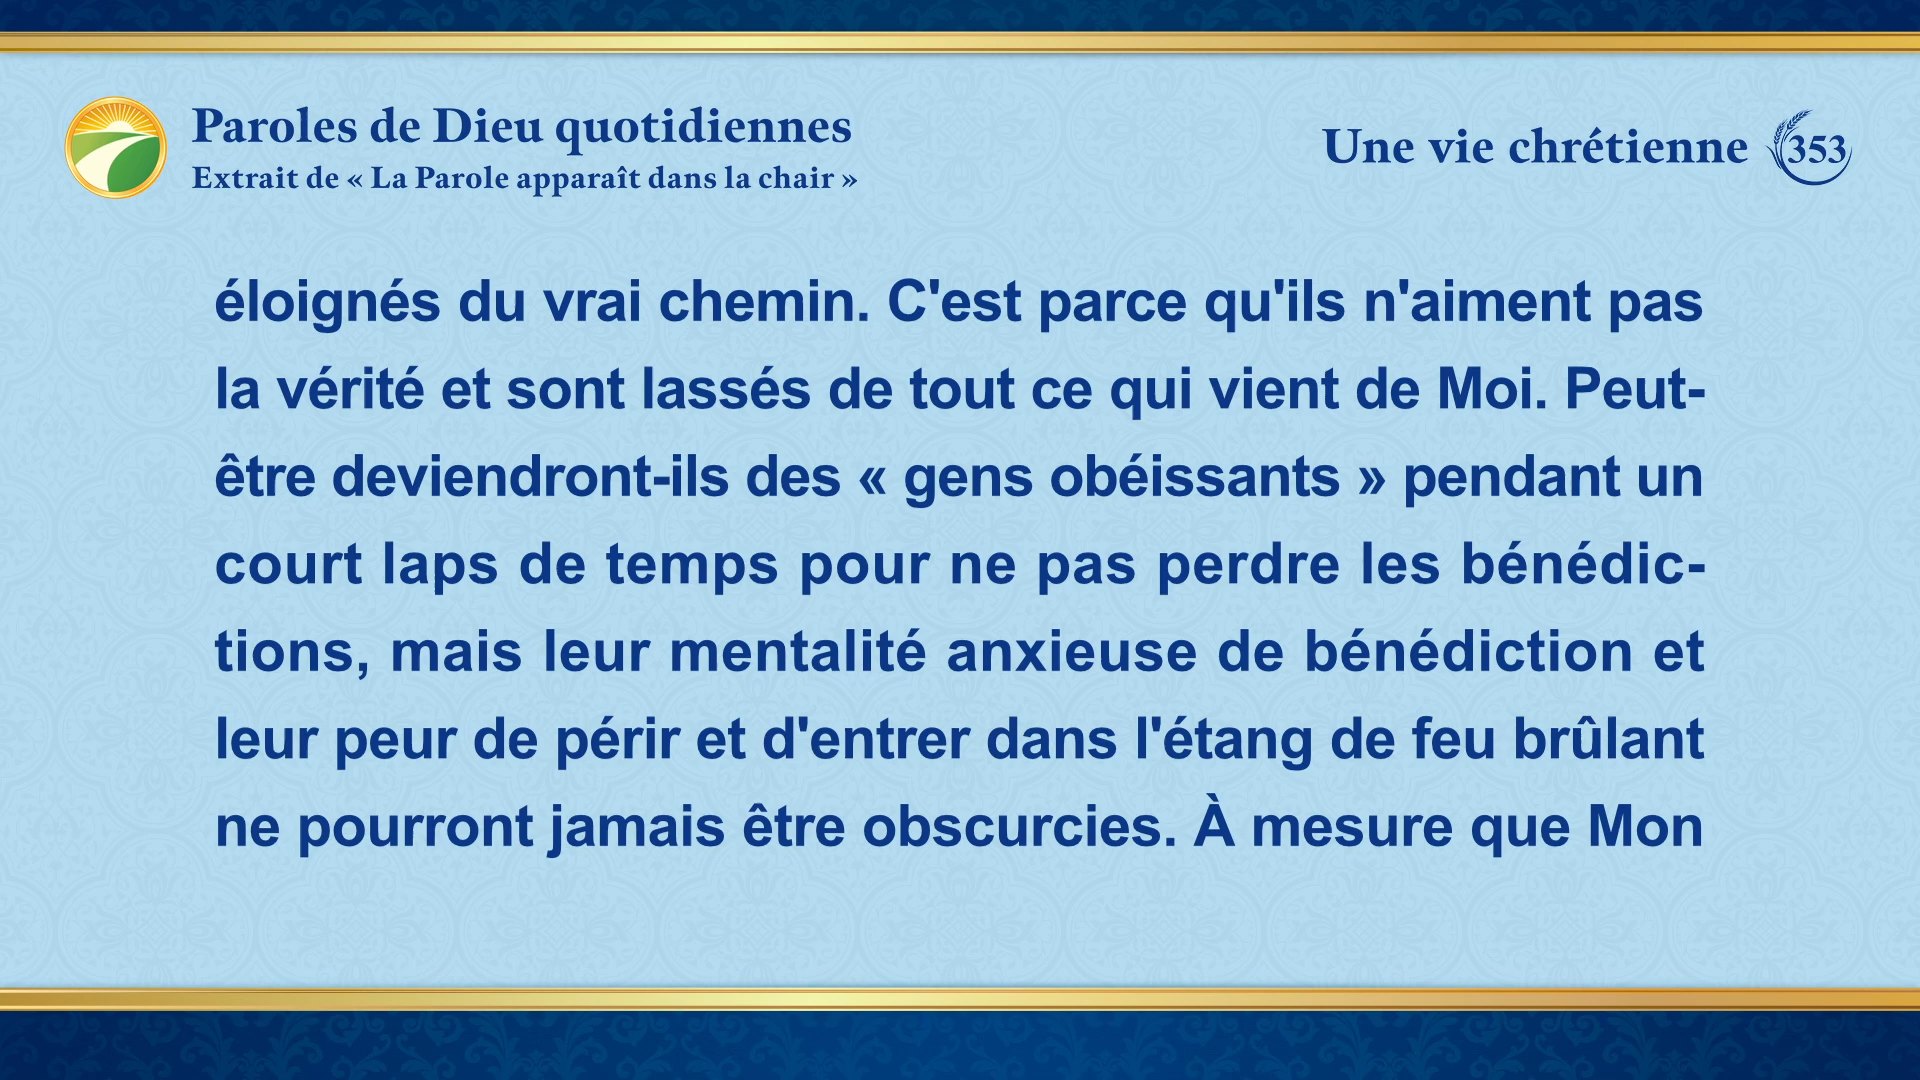 Paroles de Dieu quotidiennes
Extrait de « La Parole apparaît dans la chair »
Une vie chrétienne 353
éloignés du vrai chemin. C'est parce qu'ils n'aiment pas
la vérité et sont lassés de tout ce qui vient de Moi. Peut-
être deviendront-ils des « gens obéissants » pendant un
court laps de temps pour ne pas perdre les bénédic-
tions, mais leur mentalité anxieuse de bénédiction et
leur peur de périr et d'entrer dans l'étang de feu brûlant
ne pourront jamais être obscurcies. À mesure que Mon